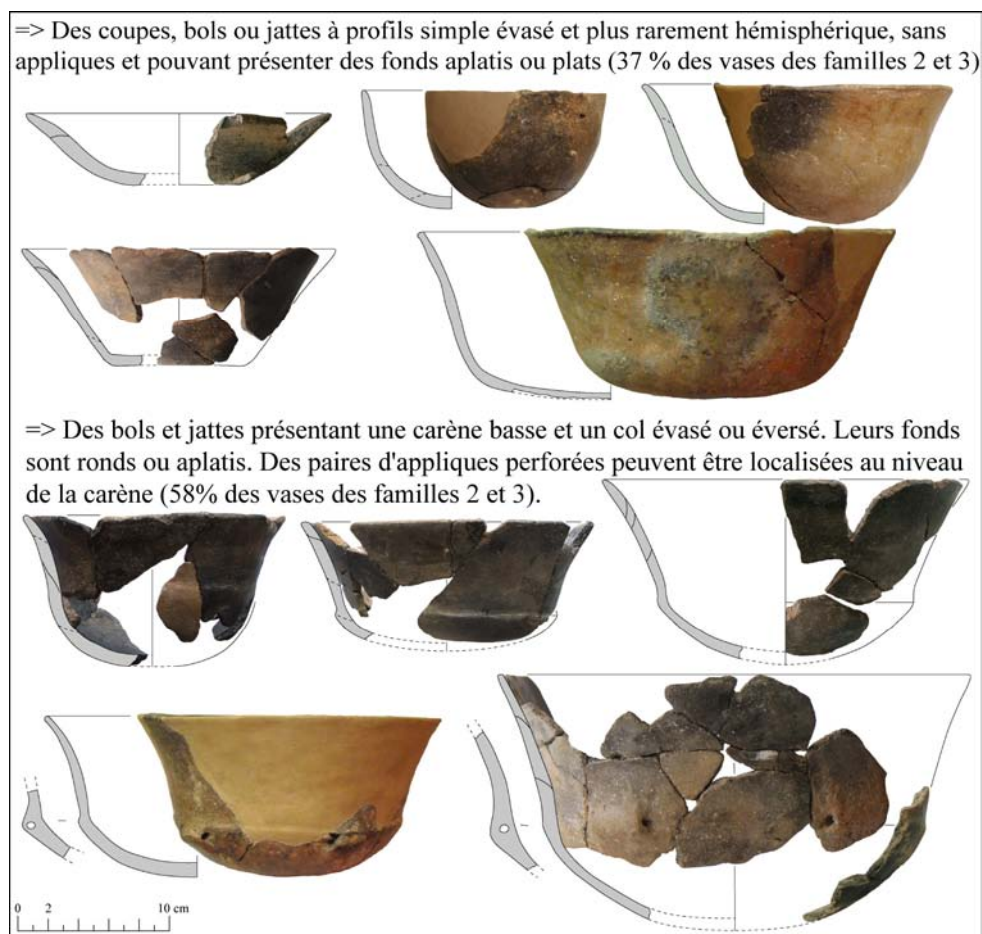 => Des coupes, bols ou jattes à profils simple évasé et plus rarement hémisphérique, sans
appliques et pouvant présenter des fonds aplatis ou plats (37 % des vases des familles 2 et 3)
=> Des bols et jattes présentant une carène basse et un col évasé ou éversé. Leurs fonds
sont ronds ou aplatis. Des paires d'appliques perforées peuvent être localisées au niveau
de la carène (58% des vases des familles 2 et 3).
0 2 10 cm